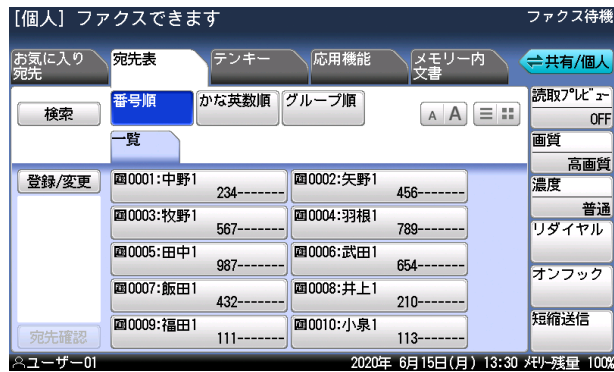 [個人] ファクスできます
ファクス待機
お気に入り
宛先
宛先表
テンキー
応用機能
メモリー内
文書
⇌共有/個人
検索
番号順
かな英数順
グループ順
A A
一覧
登録/変更
0001:中野1
234-------
0002:矢野1
456-------
0003:牧野1
567-------
0004:羽根1
789-------
0005:田中1
987-------
0006:武田1
654-------
0007:飯田1
432-------
0008:井上1
210-------
0009:福田1
111-------
0010:小泉1
113-------
宛先確認
読取プレビュー
OFF
画質
高画質
濃度
普通
リダイヤル
オンフック
短縮送信
ユーザー01
2020年 6月15日(月) 13:30 メモリー残量 100%